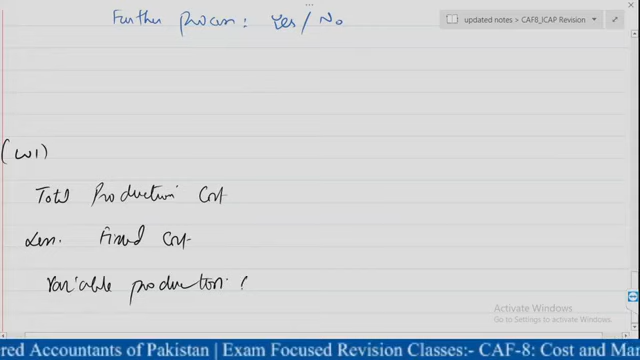 Further process: Yes / No
updated notes > CAF8_ICAP Revision
(W1)
Total Production Cost
Less. Fixed Cost
Variable production C
Activate Windows
Go to Settings to activate Windows.
red Accountants of Pakistan | Exam Focused Revision Classes:- CAF-8: Cost and Ma